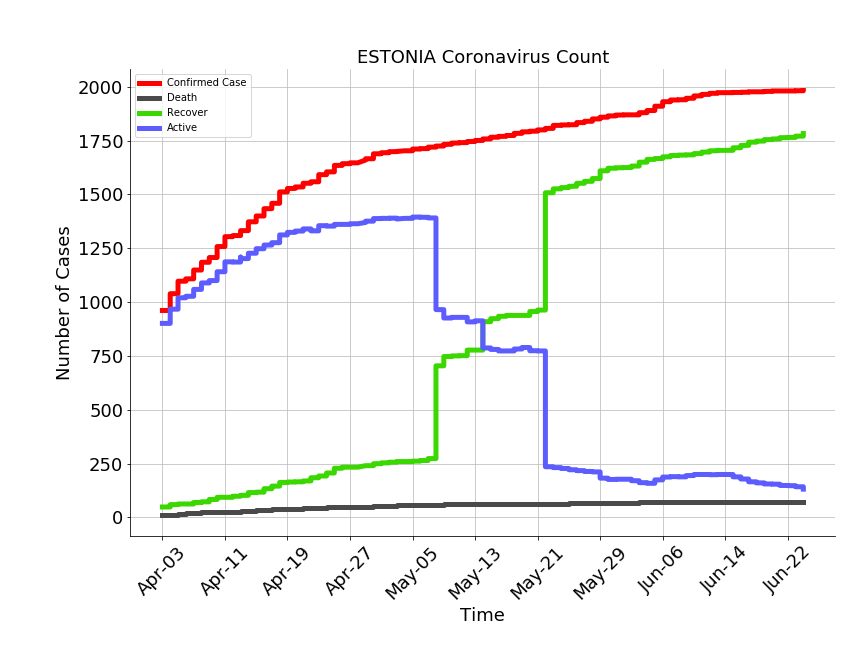 ESTONIA Coronavirus Count
Confirmed Case
Death
Recover
Active
Number of Cases
2000
1750
1500
1250
1000
750
500
250
0
Apr-03
Apr-11
Apr-19
Apr-27
May-05
May-13
May-21
May-29
Jun-06
Jun-14
Jun-22
Time